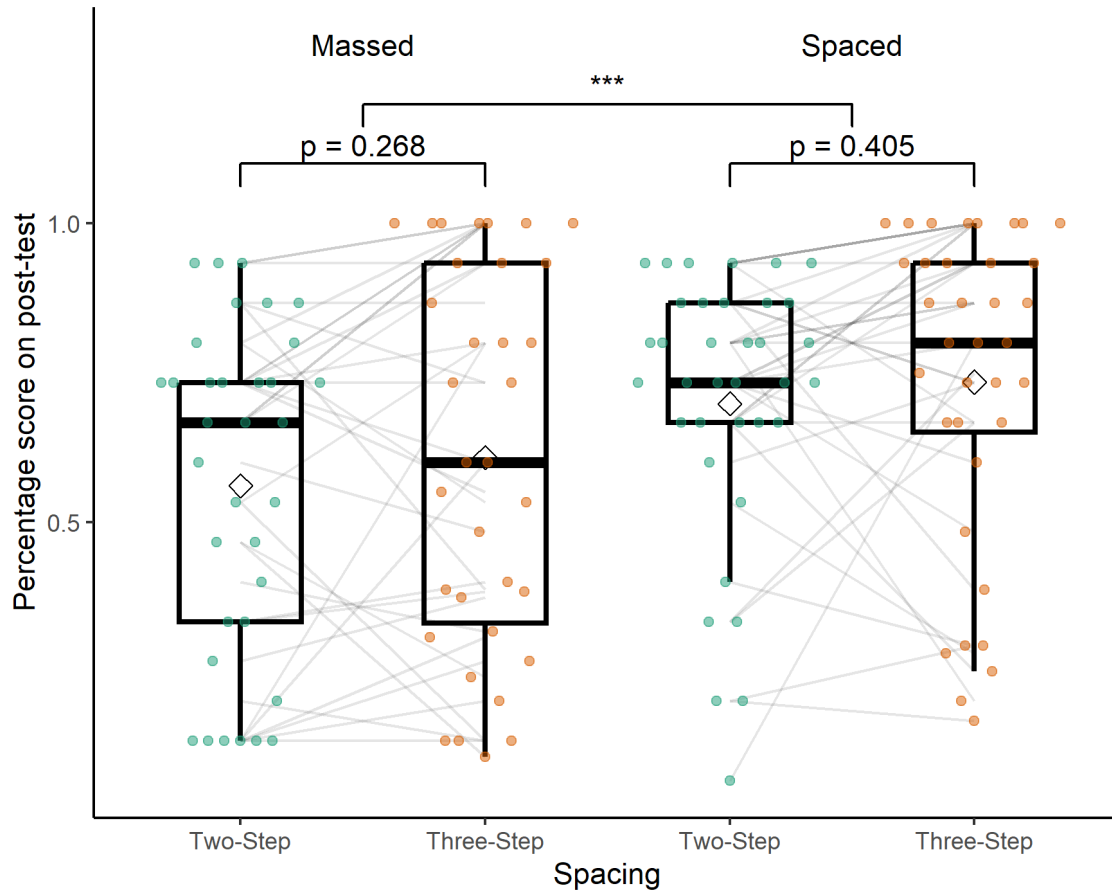 Massed Spaced
***
p = 0.268 p = 0.405
Percentage score on post-test
1.0
0.5
Two-Step Three-Step Two-Step Three-Step
Spacing